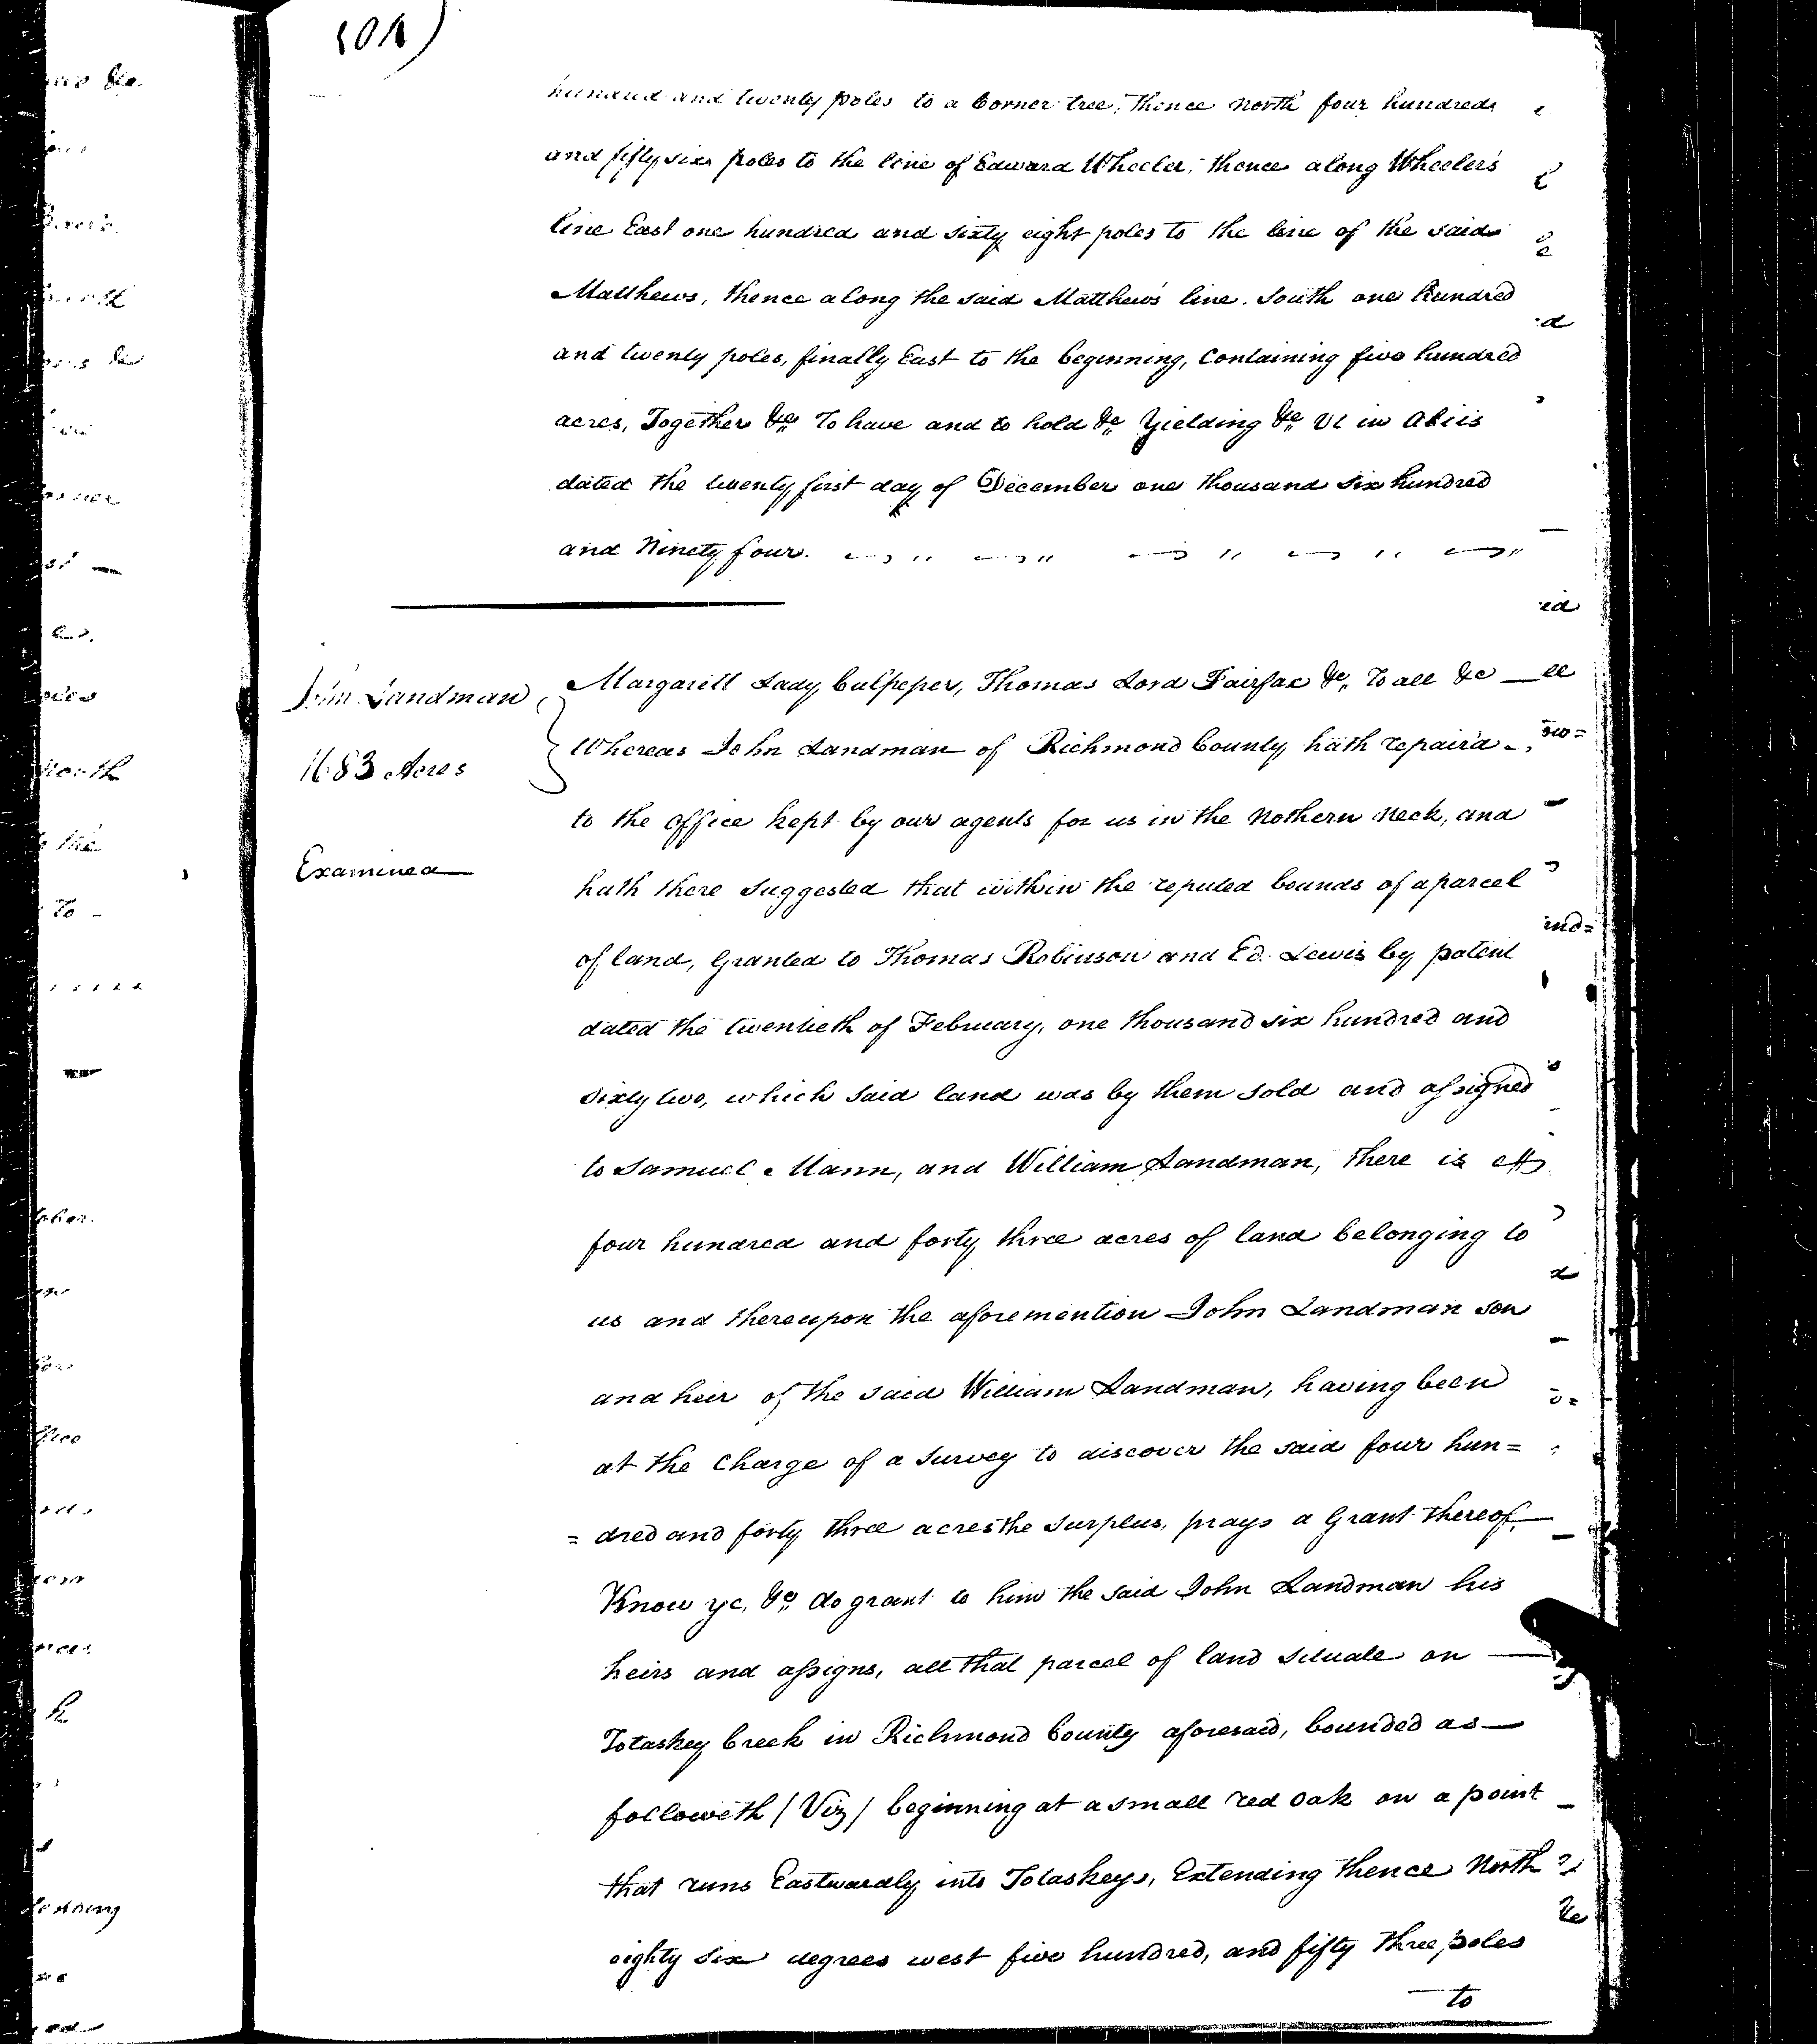 hundred and twenty poles to a Corner tree, thence north four hundred
and fifty six poles to the line of Edward Wheeler, thence along Wheeler's
line East one hundred and sixty eight poles to the line of the said
Matthews, thence along the said Matthew's line South one hundred
and twenty poles, finally East to the beginning, Containing five hundred
acres, Together &c. To have and to hold &c. Yielding &c. Ut in Aliis
dated the twenty first day of December one thousand six hundred
and Ninety four.
John Landman
1683 Acres
Examined
Margarett Lady Culpeper, Thomas Lord Fairfax &c. To all &c
Whereas John Landman of Richmond County hath repair'd
to the office kept by our agents for us in the Nothern Neck, and
hath there suggested that within the reputed bounds of a parcel
of land, Granted to Thomas Robinson and Ed. Lewis by patent
dated the twentieth of February, one thousand six hundred and
sixty two, which said land was by them sold and assigned
to Samuel Mann, and William Landman, there is
four hundred and forty three acres of land belonging to
us and thereupon the aforemention John Landman son
and heir of the said William Landman, having been
at the Charge of a Survey to discover the said four hun=
=dred and forty three acres the Surplus, prays a Grant thereof
Know ye, &c. do grant to him the said John Landman his
heirs and assigns, all that parcel of land situate on
Totaskey Creek in Richmond County aforesaid, bounded as
followeth /Viz/ beginning at a small red oak on a point
that runs Eastwardly into Totaskeys, Extending thence North
eighty six degrees west five hundred, and fifty three poles
to